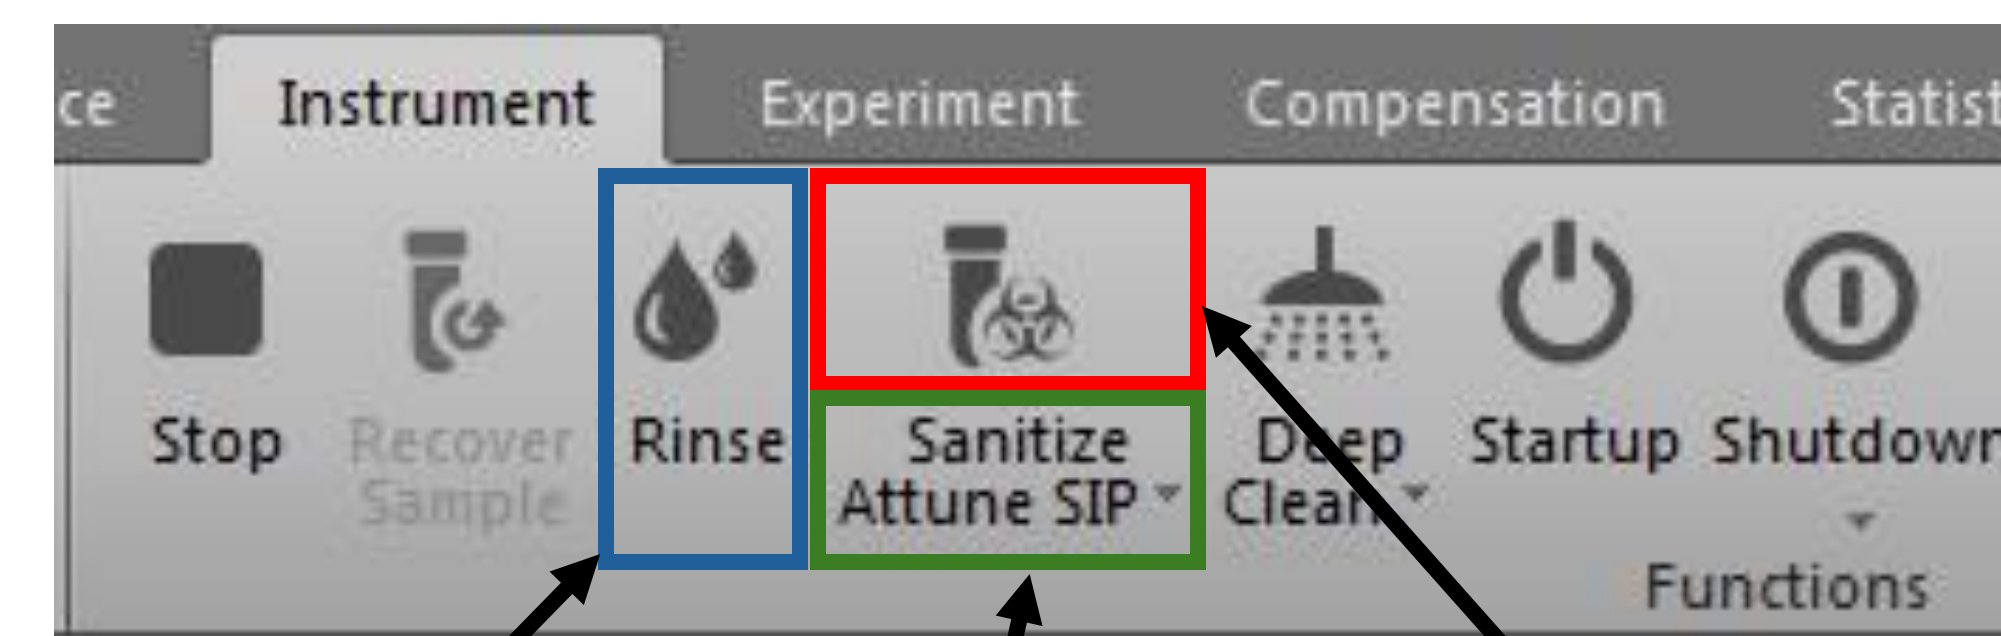 ce Instrument Experiment Compensation Statist
Stop Recover Rinse Sanitize Deep Startup Shutdown
Sample Attune SIP Clean
Functions